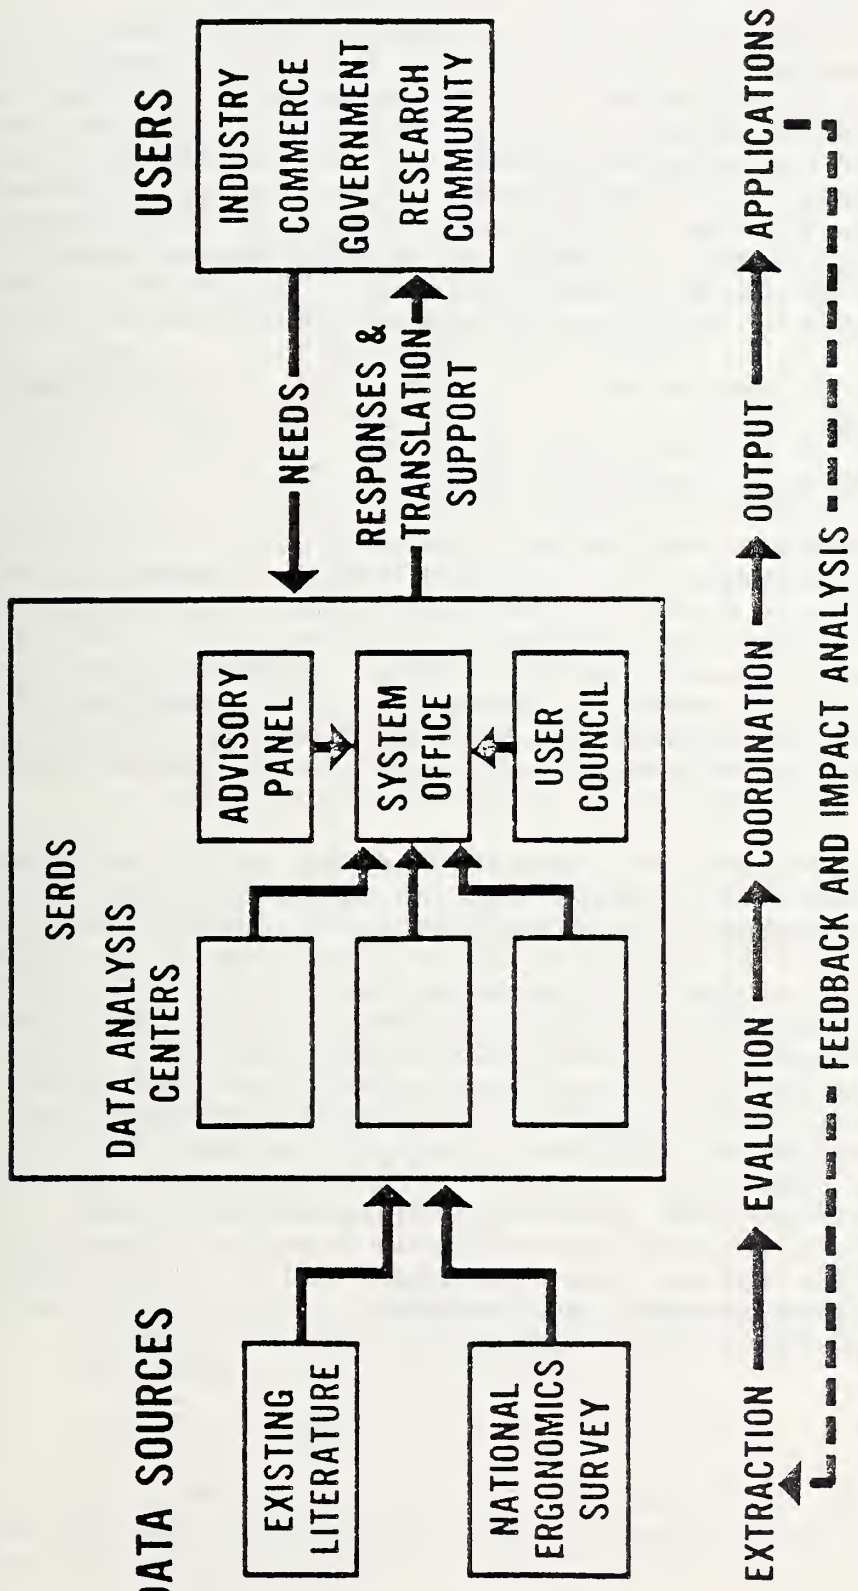 DATA SOURCES
EXISTING
LITERATURE
NATIONAL
ERGONOMICS
SURVEY
SERDS
DATA ANALYSIS
CENTERS
ADVISORY
PANEL
SYSTEM
OFFICE
USER
COUNCIL
NEEDS
RESPONSES &
TRANSLATION
SUPPORT
USERS
INDUSTRY
COMMERCE
GOVERNMENT
RESEARCH
COMMUNITY
EXTRACTION EVALUATION COORDINATION OUTPUT APPLICATIONS
FEEDBACK AND IMPACT ANALYSIS